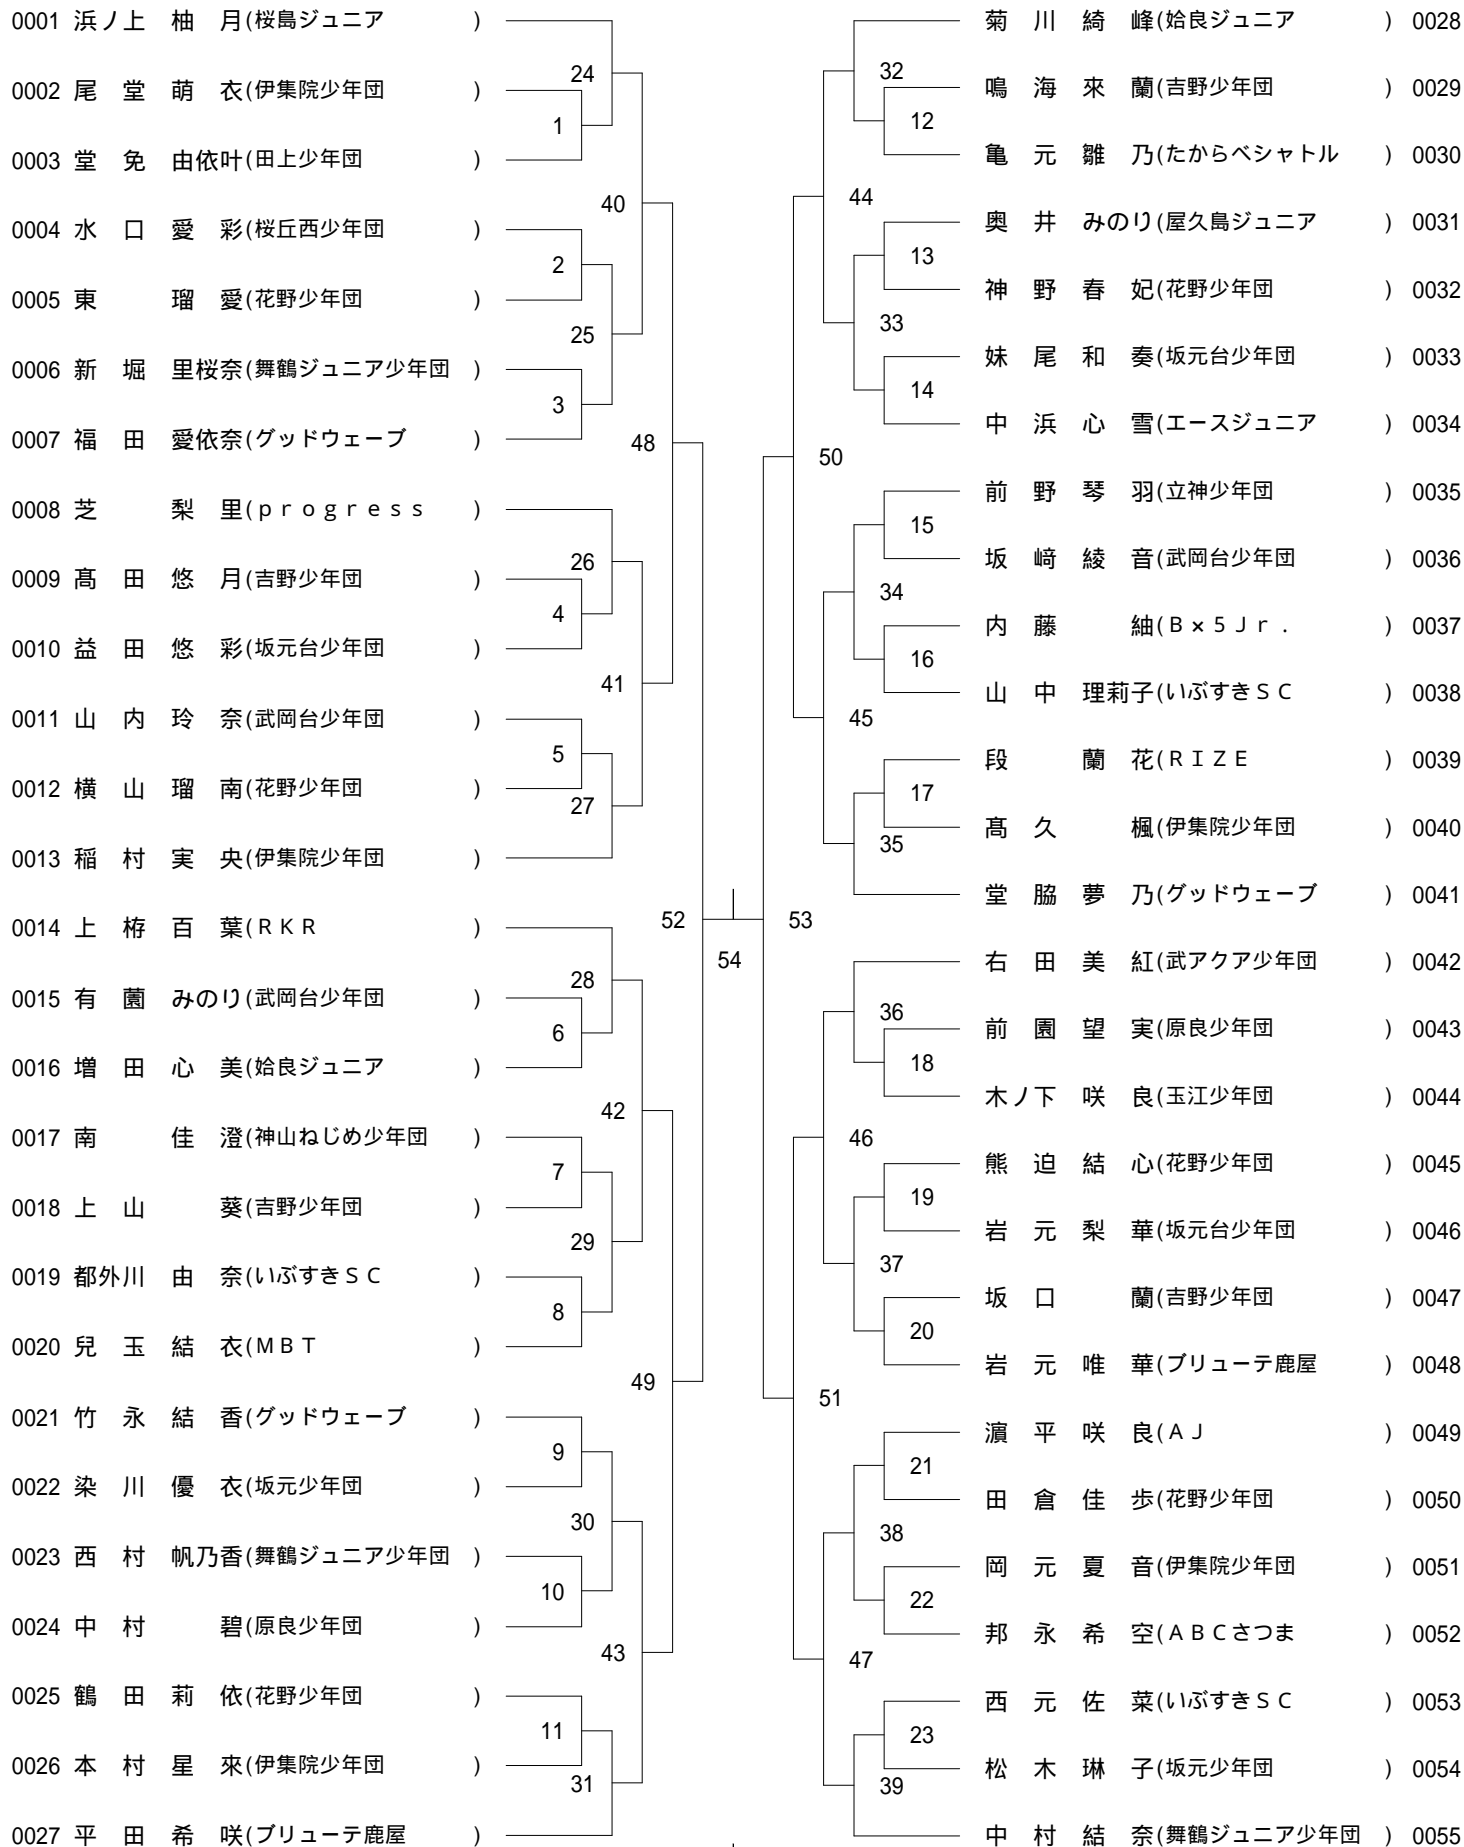 0001 浜ノ上 柚 月(桜島ジュニア)
24
0002 尾 堂 萌 衣(伊集院少年団)
1
0003 堂 免 由依叶(田上少年団)
40
0004 水 口 愛 彩(桜丘西少年団)
2
0005 東 瑠 愛(花野少年団)
25
0006 新 堀 里桜奈(舞鶴ジュニア少年団)
3
0007 福 田 愛依奈(グッドウェーブ)
48
0008 芝 梨 里(progress)
26
0009 髙 田 悠 月(吉野少年団)
4
0010 益 田 悠 彩(坂元台少年団)
41
0011 山 内 玲 奈(武岡台少年団)
5
0012 横 山 瑠 南(花野少年団)
27
0013 稲 村 実 央(伊集院少年団)
52
0014 上 栫 百 葉(RKR)
28
0015 有 薗 みのり(武岡台少年団)
6
0016 増 田 心 美(姶良ジュニア)
42
0017 南 佳 澄(神山ねじめ少年団)
7
0018 上 山 葵(吉野少年団)
29
0019 都外川 由 奈(いぶすきSC)
8
0020 兒 玉 結 衣(MBT)
49
0021 竹 永 結 香(グッドウェーブ)
9
0022 染 川 優 衣(坂元少年団)
30
0023 西 村 帆乃香(舞鶴ジュニア少年団)
10
0024 中 村 碧(原良少年団)
43
0025 鶴 田 莉 依(花野少年団)
11
0026 本 村 星 來(伊集院少年団)
31
0027 平 田 希 咲(ブリューテ鹿屋)
54
菊 川 綺 峰(姶良ジュニア) 0028
32
鳴 海 來 蘭(吉野少年団) 0029
12
亀 元 雛 乃(たからべシャトル) 0030
44
奥 井 みのり(屋久島ジュニア) 0031
13
神 野 春 妃(花野少年団) 0032
33
妹 尾 和 奏(坂元台少年団) 0033
14
中 浜 心 雪(エースジュニア) 0034
50
前 野 琴 羽(立神少年団) 0035
15
坂 﨑 綾 音(武岡台少年団) 0036
34
内 藤 紬(B×5Jr.) 0037
16
山 中 理莉子(いぶすきSC) 0038
45
段 蘭 花(RIZE) 0039
17
髙 久 楓(伊集院少年団) 0040
35
堂 脇 夢 乃(グッドウェーブ) 0041
53
右 田 美 紅(武アクア少年団) 0042
36
前 園 望 実(原良少年団) 0043
18
木ノ下 咲 良(玉江少年団) 0044
46
熊 迫 結 心(花野少年団) 0045
19
岩 元 梨 華(坂元台少年団) 0046
37
坂 口 蘭(吉野少年団) 0047
20
岩 元 唯 華(ブリューテ鹿屋) 0048
51
濵 平 咲 良(AJ) 0049
21
田 倉 佳 歩(花野少年団) 0050
38
岡 元 夏 音(伊集院少年団) 0051
22
邦 永 希 空(ABCさつま) 0052
47
西 元 佐 菜(いぶすきSC) 0053
23
松 木 琳 子(坂元少年団) 0054
39
中 村 結 奈(舞鶴ジュニア少年団) 0055